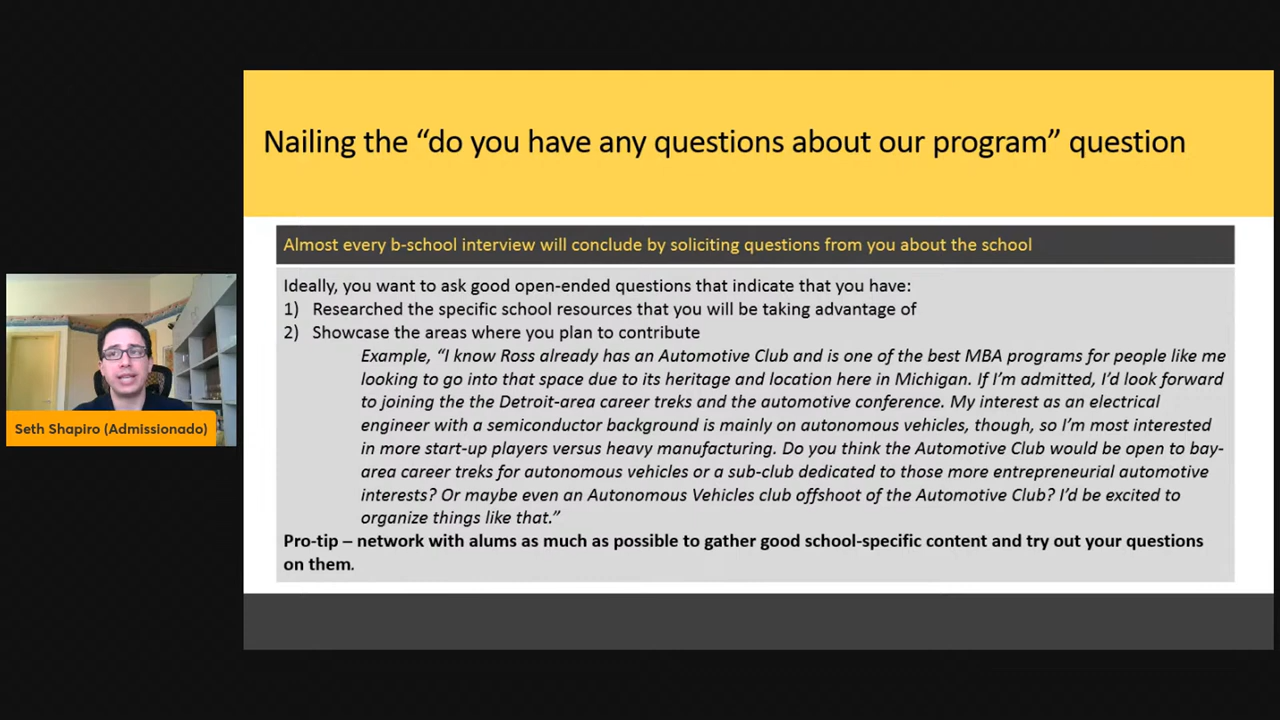 Nailing the “do you have any questions about our program” question
Almost every b-school interview will conclude by soliciting questions from you about the school
Ideally, you want to ask good open-ended questions that indicate that you have:
1) Researched the specific school resources that you will be taking advantage of
2) Showcase the areas where you plan to contribute
Example, “I know Ross already has an Automotive Club and is one of the best MBA programs for people like me
looking to go into that space due to its heritage and location here in Michigan. If I’m admitted, I’d look forward
to joining the the Detroit-area career treks and the automotive conference. My interest as an electrical
engineer with a semiconductor background is mainly on autonomous vehicles, though, so I’m most interested
in more start-up players versus heavy manufacturing. Do you think the Automotive Club would be open to bay-
area career treks for autonomous vehicles or a sub-club dedicated to those more entrepreneurial automotive
interests? Or maybe even an Autonomous Vehicles club offshoot of the Automotive Club? I’d be excited to
organize things like that.”
Pro-tip – network with alums as much as possible to gather good school-specific content and try out your questions
on them.
Seth Shapiro (Admissionado)